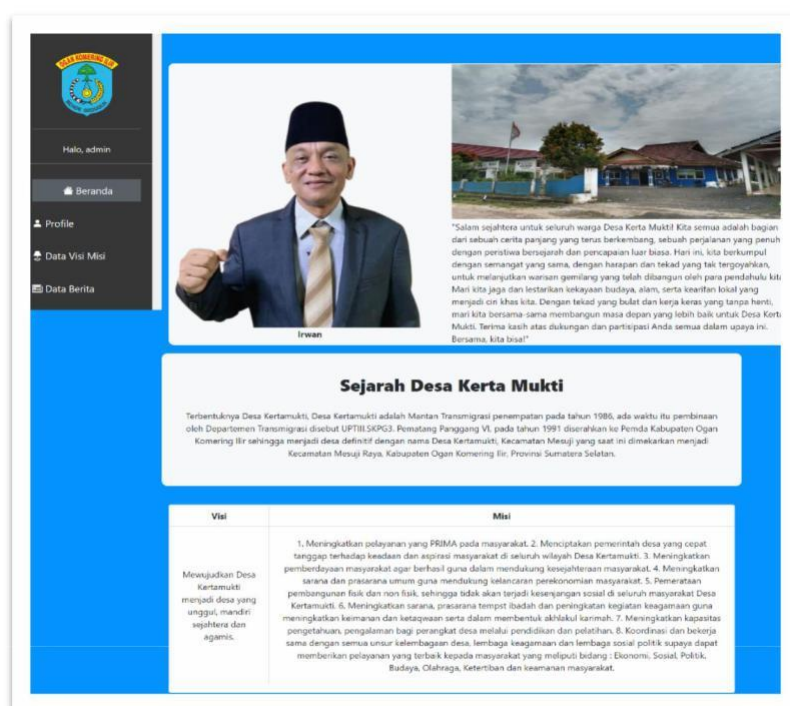 OGAN KOMERING ILIR
Halo, admin
Beranda
Profile
Data Visi Misi
Data Berita
Irwan
"Salam sejahtera untuk seluruh warga Desa Kerta Mukti! Kita semua adalah bagian
dari sebuah cerita panjang yang terus berkembang, sebuah perjalanan yang penuh
dengan peristiwa bersejarah dan pencapaian luar biasa. Hari ini, kita berkumpul
dengan semangat yang sama, dengan harapan dan tekad yang tak tergoyahkan,
untuk melanjutkan warisan gemilang yang telah dibangun oleh para pendahulu kita
Mari kita jaga dan lestarikan kekayaan budaya, alam, serta kearifan lokal yang
menjadi ciri khas kita. Dengan tekad yang bulat dan kerja keras yang tanpa henti,
mari kita bersama-sama membangun masa depan yang lebih baik untuk Desa Kerta
Mukti. Terima kasih atas dukungan dan partisipasi Anda semua dalam upaya ini.
Bersama, kita bisa!"
Sejarah Desa Kerta Mukti
Terbentuknya Desa Kertamukti, Desa Kertamukti adalah Mantan Transmigrasi penempatan pada tahun 1986, ada waktu itu pembinaan
oleh Departemen Transmigrasi disebut UPTIII.SKPG3. Pematang Panggang VI, pada tahun 1991 diserahkan ke Pemda Kabupaten Ogan
Komering Ilir sehingga menjadi desa definitif dengan nama Desa Kertamukti, Kecamatan Mesuji yang saat ini dimekarkan menjadi
Kecamatan Mesuji Raya, Kabupaten Ogan Komering Ilir, Provinsi Sumatera Selatan.
Visi
Misi
Mewujudkan Desa
Kertamukti
menjadi desa yang
unggul, mandiri
sejahtera dan
agamis.
1. Meningkatkan pelayanan yang PRIMA pada masyarakat. 2. Menciptakan pemerintah desa yang cepat
tanggap terhadap keadaan dan aspirasi masyarakat di seluruh wilayah Desa Kertamukti. 3. Meningkatkan
pemberdayaan masyarakat agar berhasil guna dalam mendukung kesejahteraan masyarakat. 4. Meningkatkan
sarana dan prasarana umum guna mendukung kelancaran perekonomian masyarakat. 5. Pemerataan
pembangunan fisik dan non fisik, sehingga tidak akan terjadi kesenjangan sosial di seluruh masyarakat Desa
Kertamukti. 6. Meningkatkan sarana, prasarana tempst ibadah dan peningkatan kegiatan keagamaan guna
meningkatkan keimanan dan ketaqwaan serta dalam membentuk akhlakul karimah. 7. Meningkatkan kapasitas
pengetahuan, pengalaman bagi perangkat desa melalui pendidikan dan pelatihan. 8. Koordinasi dan bekerja
sama dengan semua unsur kelembagaan desa, lembaga keagamaan dan lembaga sosial politik supaya dapat
memberikan pelayanan yang terbaik kepada masyarakat yang meliputi bidang : Ekonomi, Sosial, Politik,
Budaya, Olahraga, Ketertiban dan keamanan masyarakat.